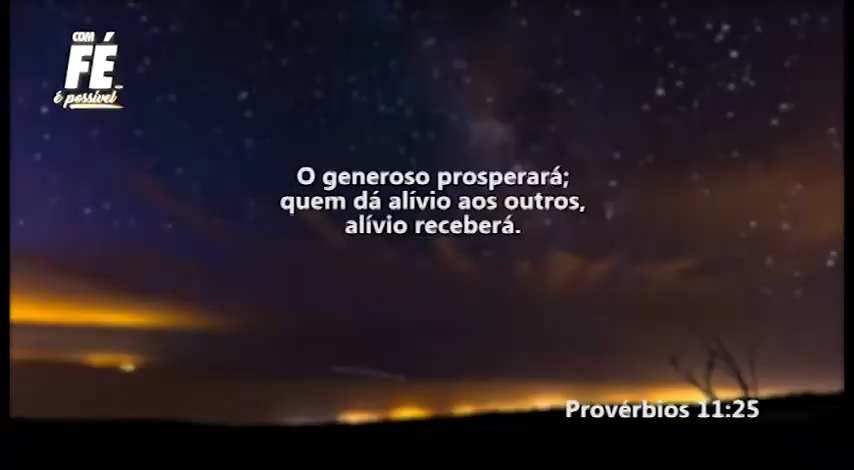 COM
FÉ
é possível
O generoso prosperará;
quem dá alívio aos outros,
alívio receberá.
Provérbios 11:25